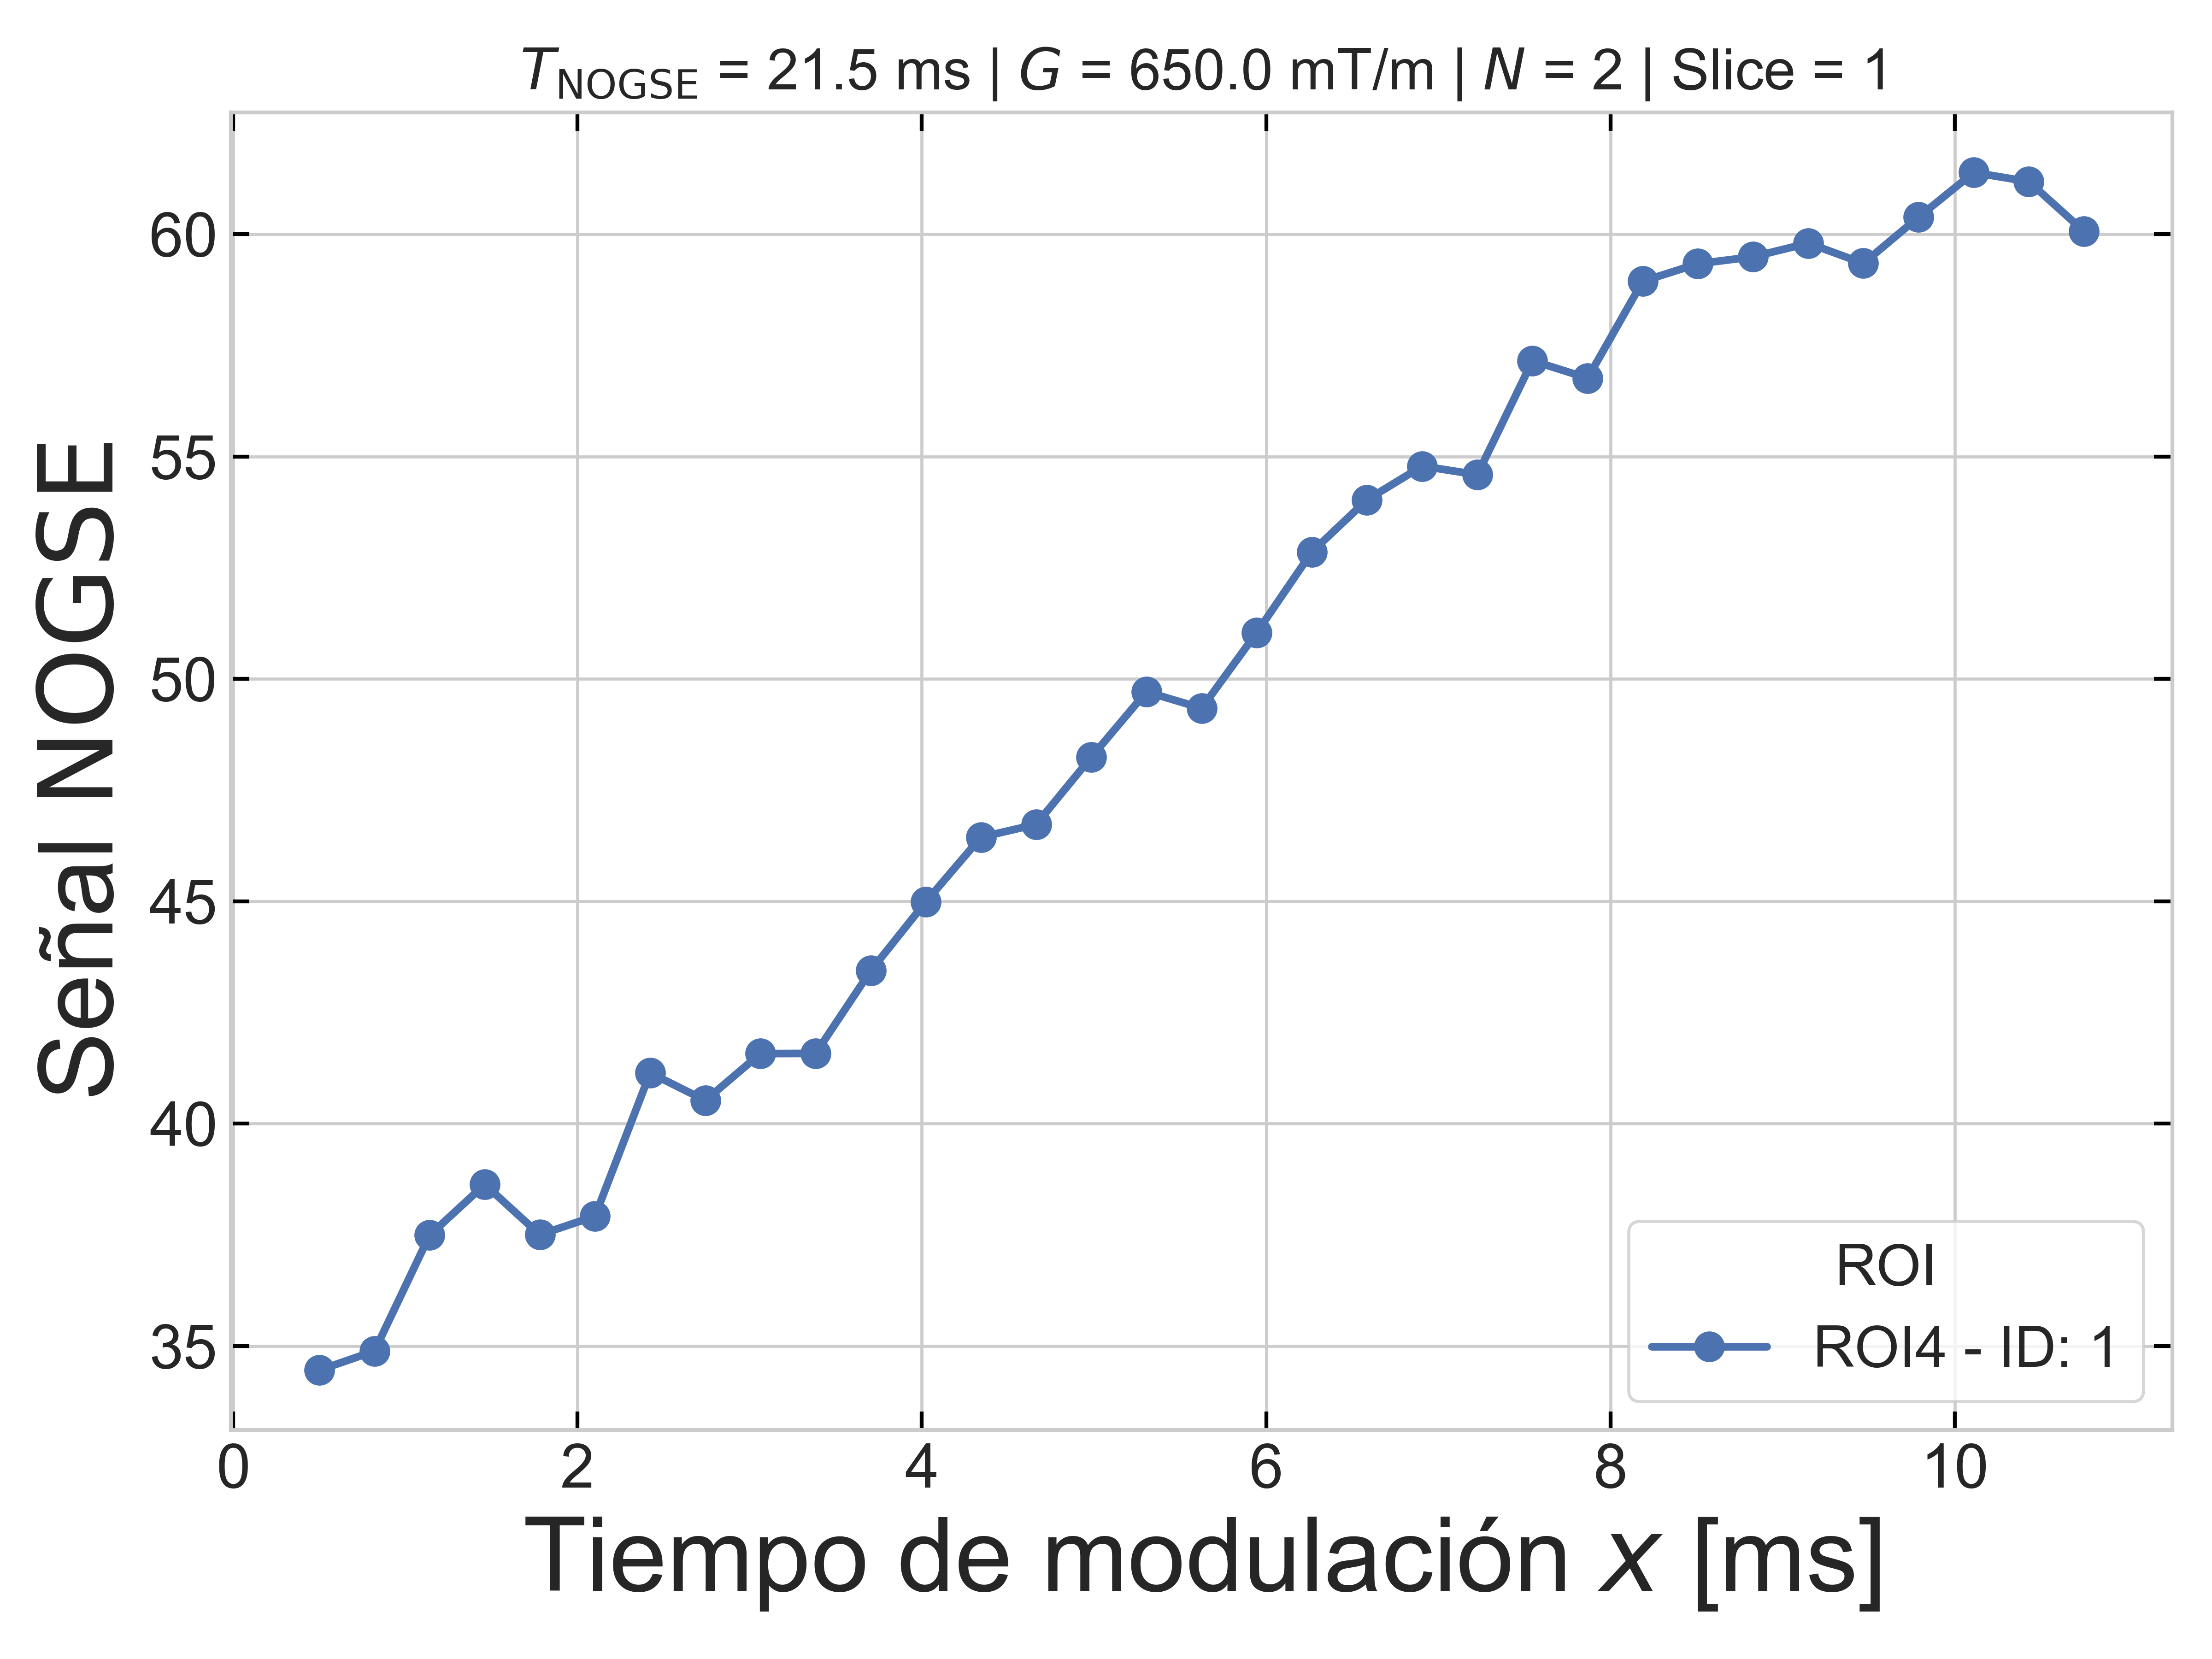 T_NOGSE = 21.5 ms | G = 650.0 mT/m | N = 2 | Slice = 1
Señal NOGSE
60
55
50
45
40
35
ROI
ROI4 - ID: 1
0 2 4 6 8 10
Tiempo de modulación x [ms]